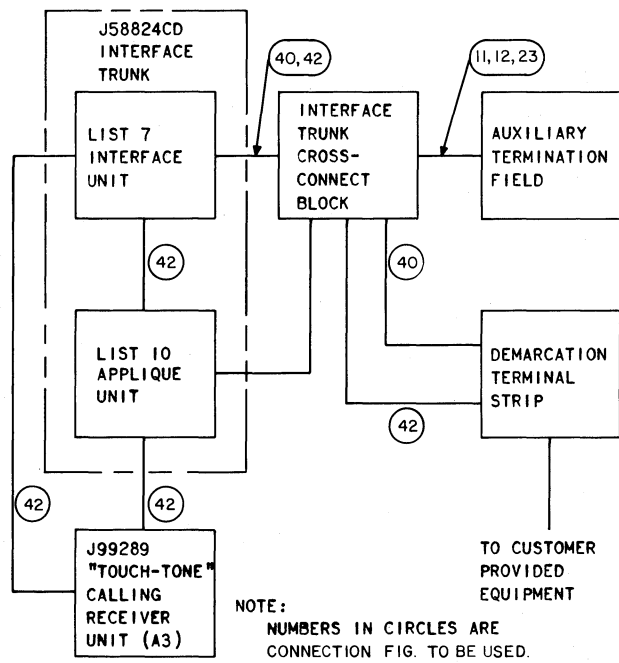 J58824CD
INTERFACE
TRUNK
40, 42
11, 12, 23
LIST 7
INTERFACE
UNIT
INTERFACE
TRUNK
CROSS-
CONNECT
BLOCK
AUXILIARY
TERMINATION
FIELD
42
40
LIST 10
APPLIQUE
UNIT
DEMARCATION
TERMINAL
STRIP
42
42
42
J99289
"TOUCH-TONE"
CALLING
RECEIVER
UNIT (A3)
TO CUSTOMER
PROVIDED
EQUIPMENT
NOTE:
NUMBERS IN CIRCLES ARE
CONNECTION FIG. TO BE USED.